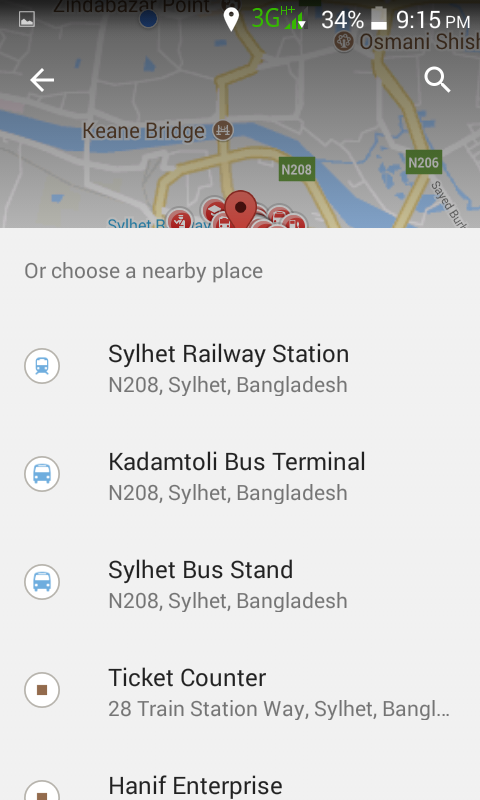 Zindabazar Point
3G H+ 34% 9:15 PM
Osmani Shish
Keane Bridge
N208
N206
Sayed Burh
Sylhet Railway
Or choose a nearby place
Sylhet Railway Station
N208, Sylhet, Bangladesh
Kadamtoli Bus Terminal
N208, Sylhet, Bangladesh
Sylhet Bus Stand
N208, Sylhet, Bangladesh
Ticket Counter
28 Train Station Way, Sylhet, Bangl...
Hanif Enterprise